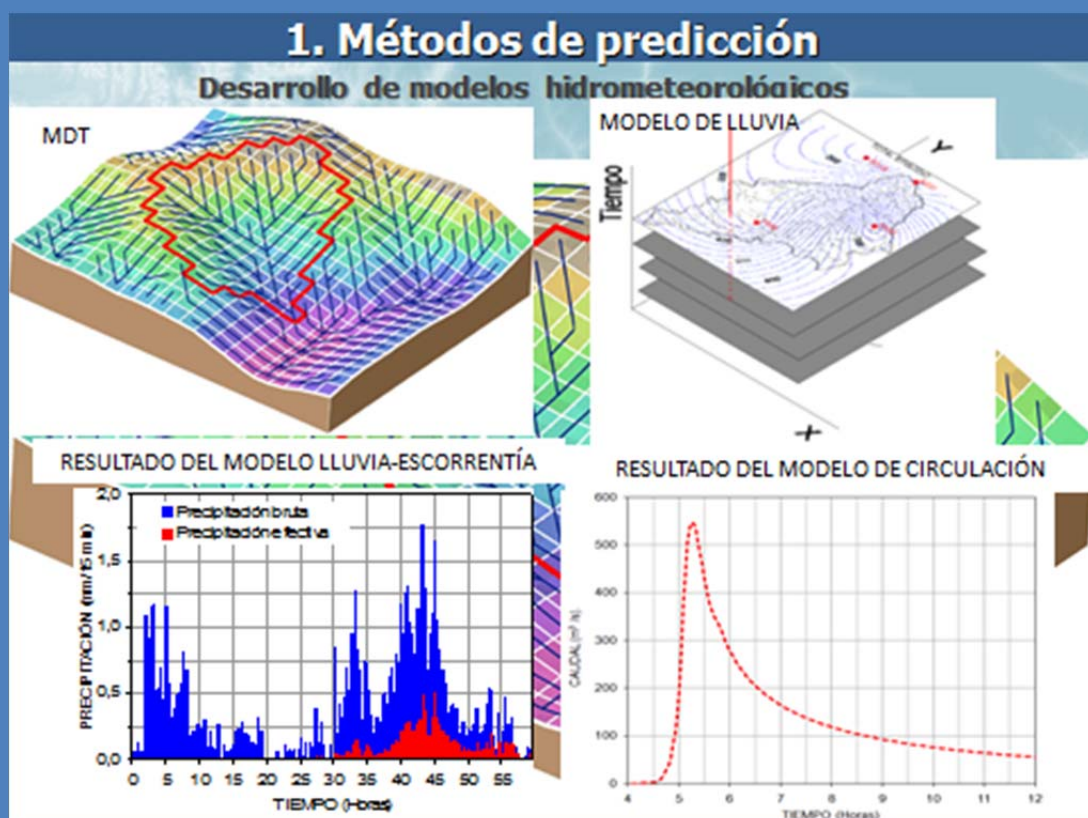 1. Métodos de predicción
Desarrollo de modelos hidrometeorológicos
MDT
MODELO DE LLUVIA
Tiempo
Y
X
RESULTADO DEL MODELO LLUVIA-ESCORRENTÍA
Precipitación bruta
Precipitación efectiva
PRECIPITACIÓN (mm/15 min)
2,0
1,5
1,0
0,5
0,0
0 5 10 15 20 25 30 35 40 45 50 55
TIEMPO (Horas)
RESULTADO DEL MODELO DE CIRCULACIÓN
CAUDAL (m³/s)
600
500
400
300
200
100
0
4 5 6 7 8 9 10 11 12
TIEMPO (Horas)